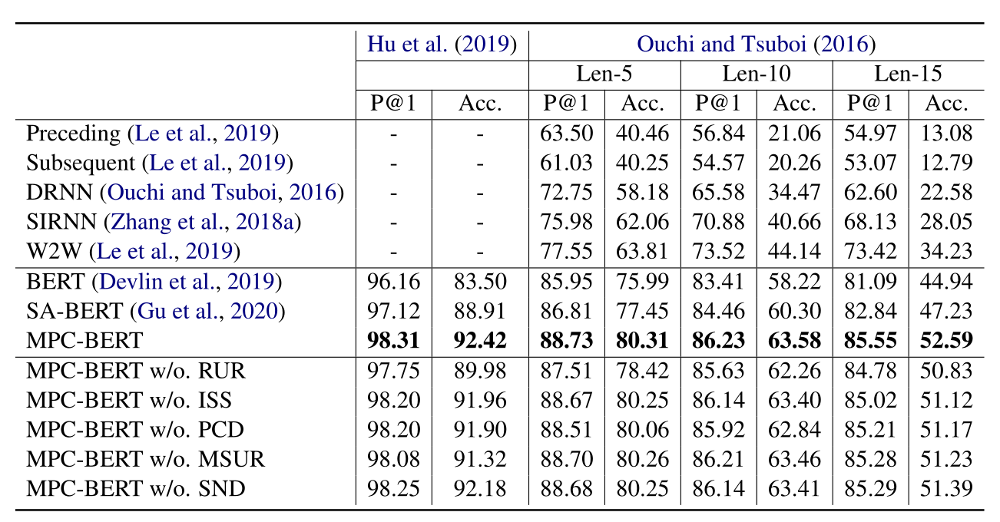 Hu et al. (2019) Ouchi and Tsuboi (2016)
Len-5 Len-10 Len-15
P@1 Acc. P@1 Acc. P@1 Acc. P@1 Acc.
Preceding (Le et al., 2019) - - 63.50 40.46 56.84 21.06 54.97 13.08
Subsequent (Le et al., 2019) - - 61.03 40.25 54.57 20.26 53.07 12.79
DRNN (Ouchi and Tsuboi, 2016) - - 72.75 58.18 65.58 34.47 62.60 22.58
SIRNN (Zhang et al., 2018a) - - 75.98 62.06 70.88 40.66 68.13 28.05
W2W (Le et al., 2019) - - 77.55 63.81 73.52 44.14 73.42 34.23
BERT (Devlin et al., 2019) 96.16 83.50 85.95 75.99 83.41 58.22 81.09 44.94
SA-BERT (Gu et al., 2020) 97.12 88.91 86.81 77.45 84.46 60.30 82.84 47.23
MPC-BERT 98.31 92.42 88.73 80.31 86.23 63.58 85.55 52.59
MPC-BERT w/o. RUR 97.75 89.98 87.51 78.42 85.63 62.26 84.78 50.83
MPC-BERT w/o. ISS 98.20 91.96 88.67 80.25 86.14 63.40 85.02 51.12
MPC-BERT w/o. PCD 98.20 91.90 88.51 80.06 85.92 62.84 85.21 51.17
MPC-BERT w/o. MSUR 98.08 91.32 88.70 80.26 86.21 63.46 85.28 51.23
MPC-BERT w/o. SND 98.25 92.18 88.68 80.25 86.14 63.41 85.29 51.39